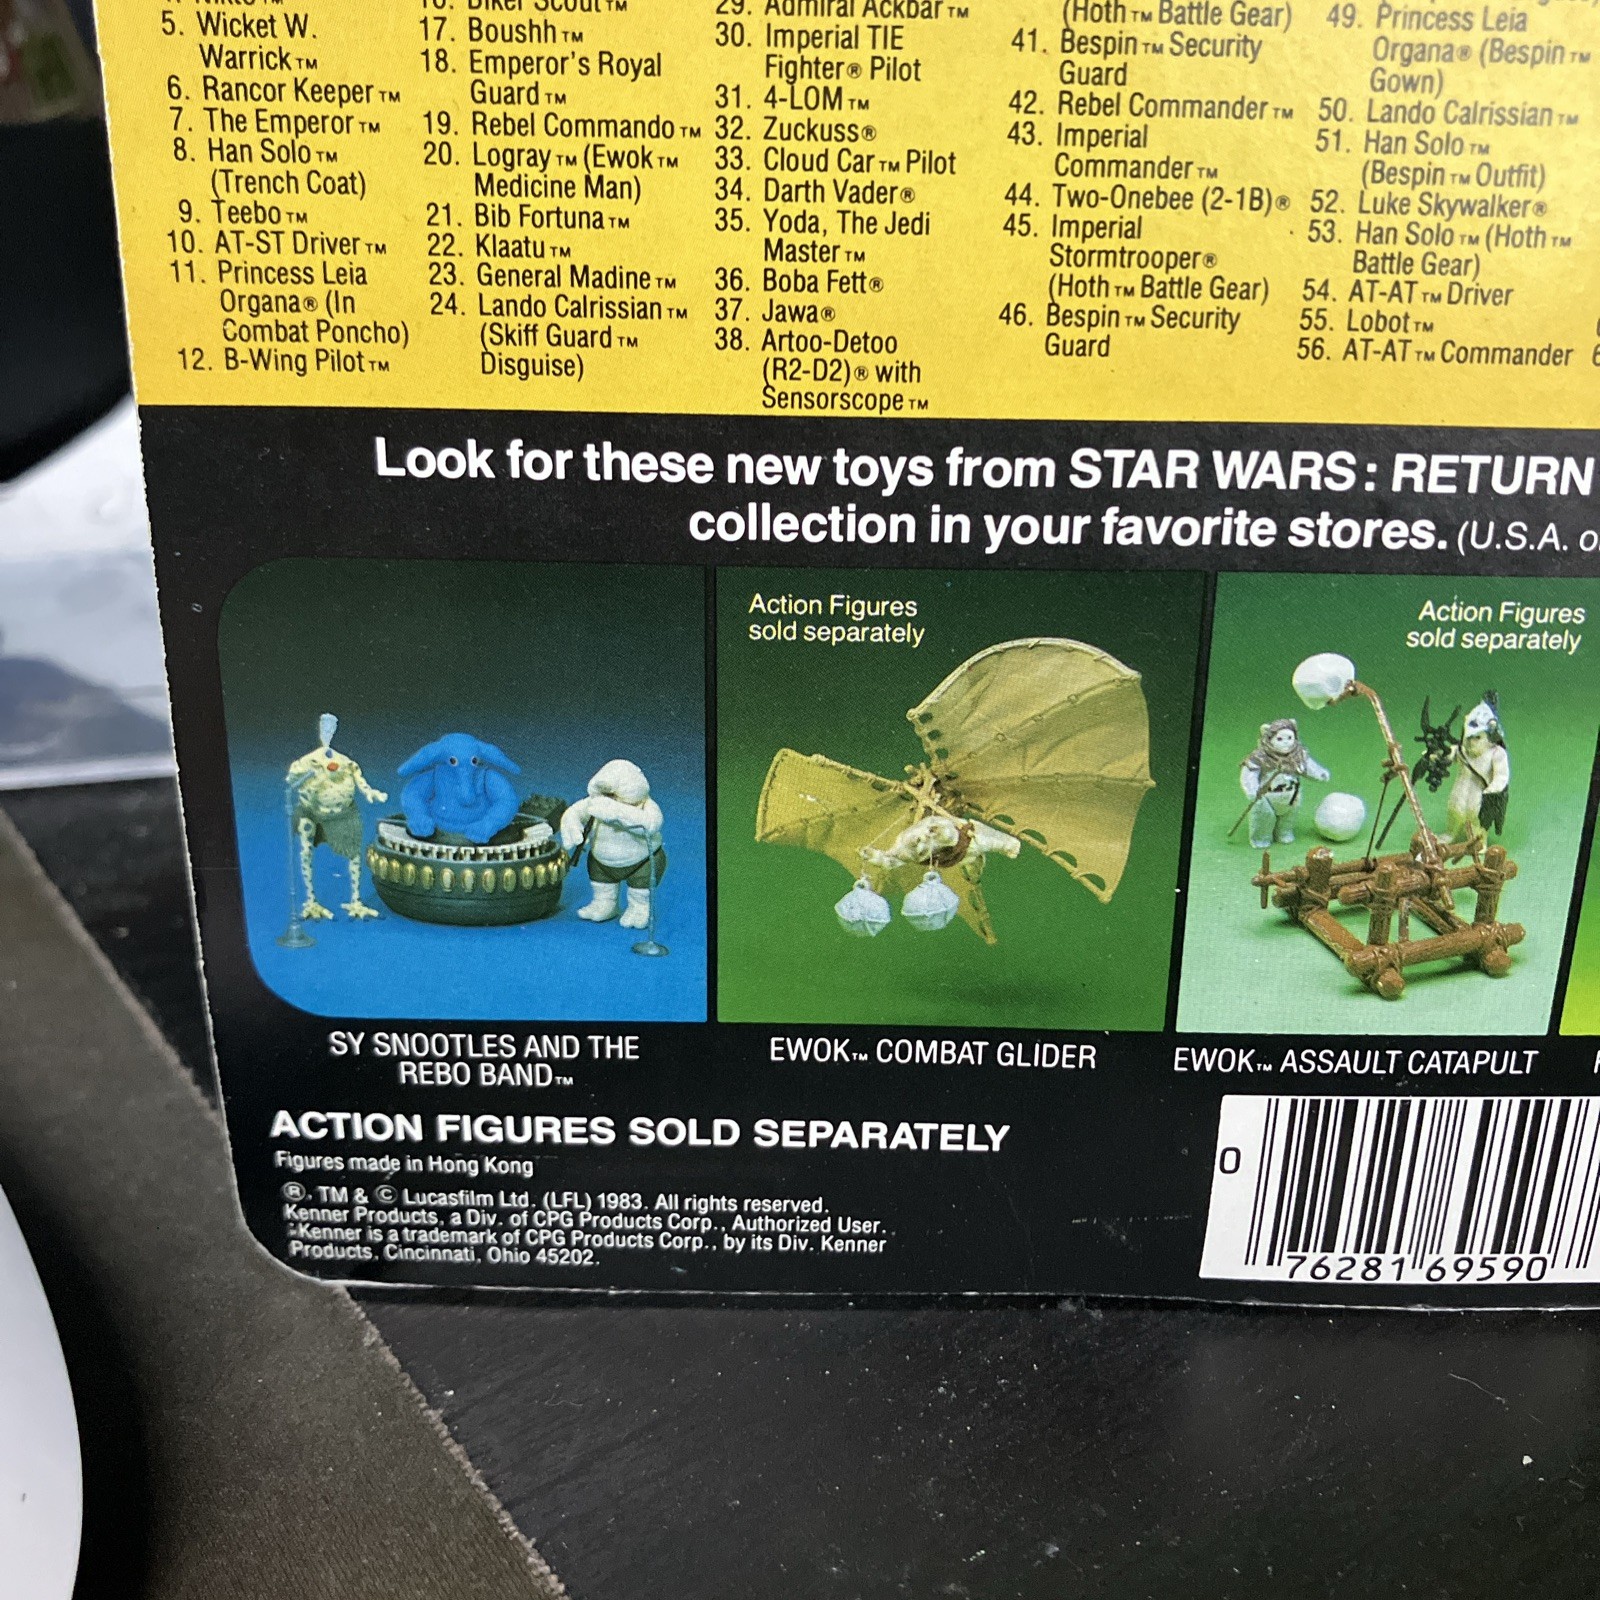 5. Wicket W.
Warrick™
6. Rancor Keeper™
7. The Emperor™
8. Han Solo™
(Trench Coat)
9. Teebo™
10. AT-ST Driver™
11. Princess Leia
Organa® (In
Combat Poncho)
12. B-Wing Pilot™
Biker Scout™
17. Boushh™
18. Emperor's Royal
Guard™
19. Rebel Commando™
20. Logray™ (Ewok™
Medicine Man)
21. Bib Fortuna™
22. Klaatu™
23. General Madine™
24. Lando Calrissian™
(Skiff Guard™
Disguise)
29. Admiral Ackbar™
30. Imperial TIE
Fighter® Pilot
31. 4-LOM™
32. Zuckuss®
33. Cloud Car™ Pilot
34. Darth Vader®
35. Yoda, The Jedi
Master™
36. Boba Fett®
37. Jawa®
38. Artoo-Detoo
(R2-D2)® with
Sensorscope™
(Hoth™ Battle Gear)
41. Bespin™ Security
Guard
42. Rebel Commander™
43. Imperial
Commander™
44. Two-Onebee (2-1B)®
45. Imperial
Stormtrooper®
(Hoth™ Battle Gear)
46. Bespin™ Security
Guard
49. Princess Leia
Organa® (Bespin™
Gown)
50. Lando Calrissian™
51. Han Solo™
(Bespin™ Outfit)
52. Luke Skywalker®
53. Han Solo™ (Hoth™
Battle Gear)
54. AT-AT™ Driver
55. Lobot™
56. AT-AT™ Commander
Look for these new toys from STAR WARS: RETURN
collection in your favorite stores. (U.S.A.
Action Figures
sold separately
Action Figures
sold separately
SY SNOOTLES AND THE
REBO BAND™
EWOK™ COMBAT GLIDER
EWOK™ ASSAULT CATAPULT
ACTION FIGURES SOLD SEPARATELY
Figures made in Hong Kong
®, TM & © Lucasfilm Ltd. (LFL) 1983. All rights reserved.
Kenner Products, a Div. of CPG Products Corp., Authorized User.
Kenner is a trademark of CPG Products Corp., by its Div. Kenner
Products, Cincinnati, Ohio 45202.
0 76281 69590